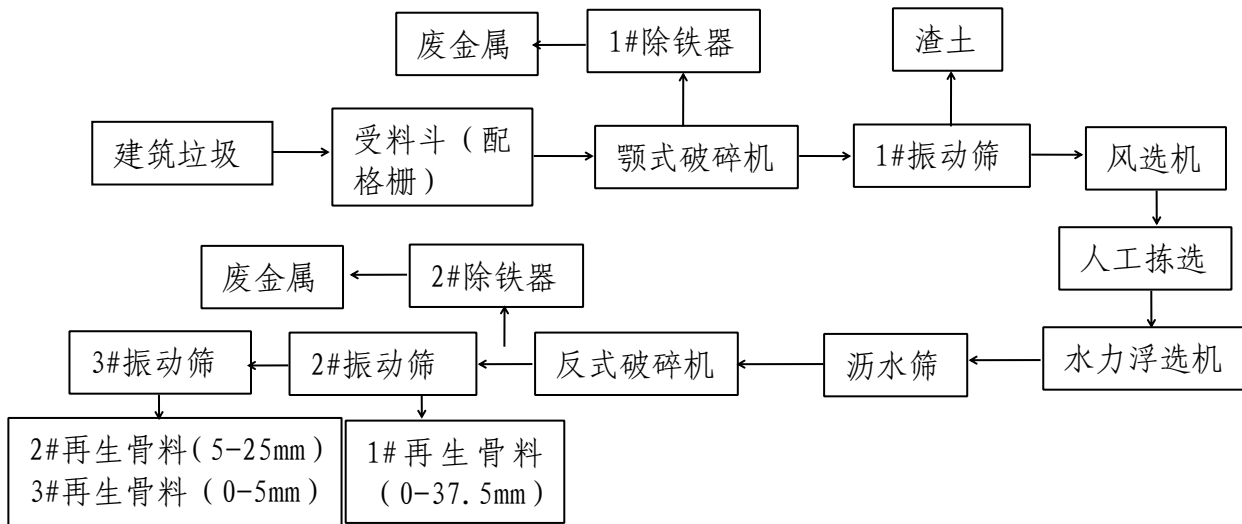 废金属
1#除铁器
渣土
建筑垃圾
受料斗（配
格栅）
颚式破碎机
1#振动筛
风选机
人工拣选
废金属
2#除铁器
3#振动筛
2#振动筛
反式破碎机
沥水筛
水力浮选机
2#再生骨料(5-25mm)
3#再生骨料（0-5mm）
1#再生骨料
（0-37.5mm）